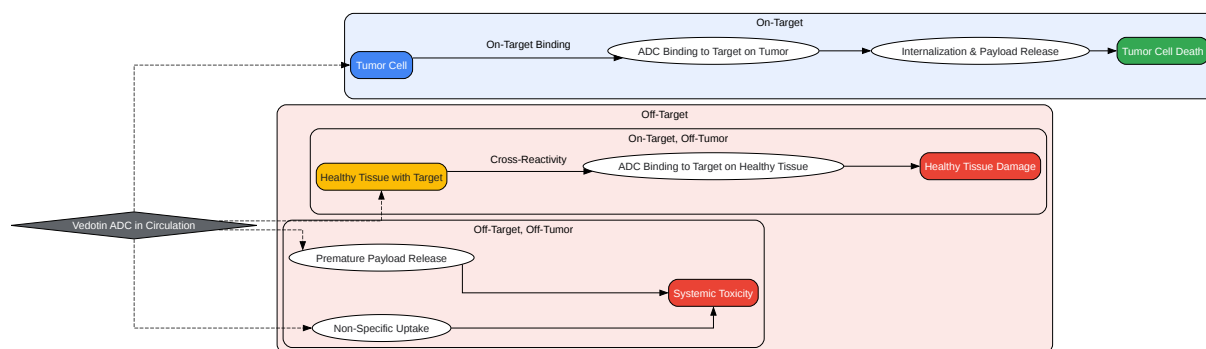 On-Target
On-Target Binding
Tumor Cell
ADC Binding to Target on Tumor
Internalization & Payload Release
Tumor Cell Death
Off-Target
On-Target, Off-Tumor
Cross-Reactivity
Healthy Tissue with Target
ADC Binding to Target on Healthy Tissue
Healthy Tissue Damage
Vedotin ADC in Circulation
Off-Target, Off-Tumor
Premature Payload Release
Systemic Toxicity
Non-Specific Uptake